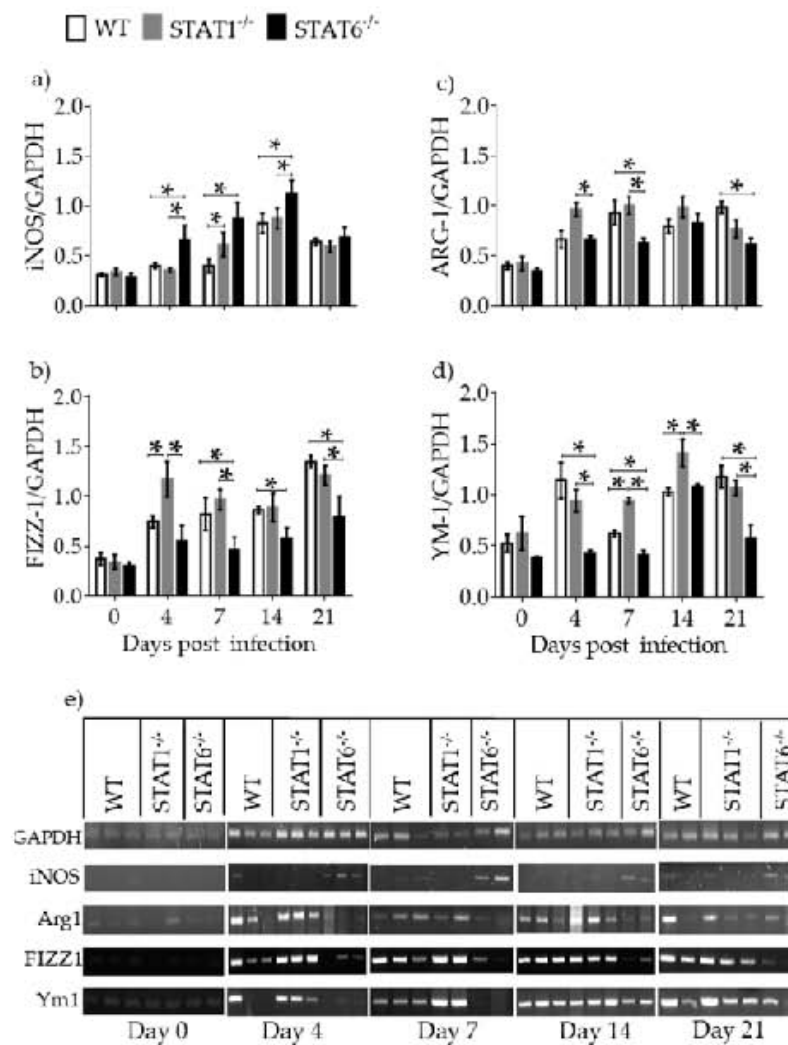 WT STAT1-/- STAT6-/-
a)
iNOS/GAPDH
2.0
1.5
1.0
0.5
0.0
* * * * * *
c)
ARG-1/GAPDH
2.0
1.5
1.0
0.5
0.0
* * * *
b)
FIZZ-1/GAPDH
2.0
1.5
1.0
0.5
0.0
* * * * * * *
0 4 7 14 21
Days post infection
d)
YM-1/GAPDH
2.0
1.5
1.0
0.5
0.0
* * * * * * * * *
0 4 7 14 21
Days post infection
e)
WT STAT1-/- STAT6-/- WT STAT1-/- STAT6-/- WT STAT1-/- STAT6-/- WT STAT1-/- STAT6-/- WT STAT1-/- STAT6-/-
GAPDH
iNOS
Arg1
FIZZ1
Ym1
Day 0 Day 4 Day 7 Day 14 Day 21